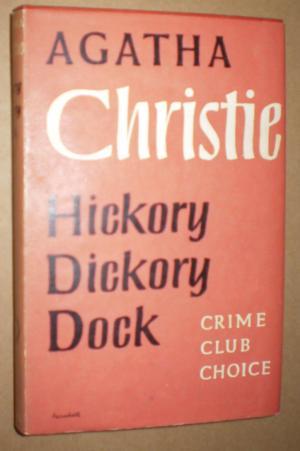 AGATHA
Christie
Hickory
Dickory
Dock
CRIME
CLUB
CHOICE